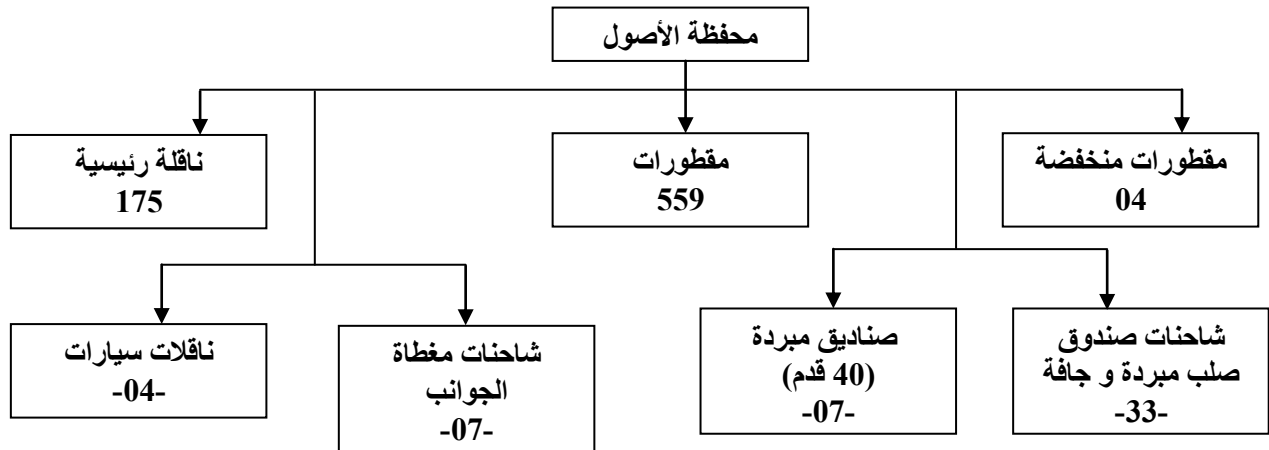 محفظة الأصول
مقطورات منخفضة
04
مقطورات
559
ناقلة رئيسية
175
شاحنات صندوق
صلب مبردة و جافة
-33-
صناديق مبردة
(40 قدم)
-07-
شاحنات مغطاة
الجوانب
-07-
ناقلات سيارات
-04-